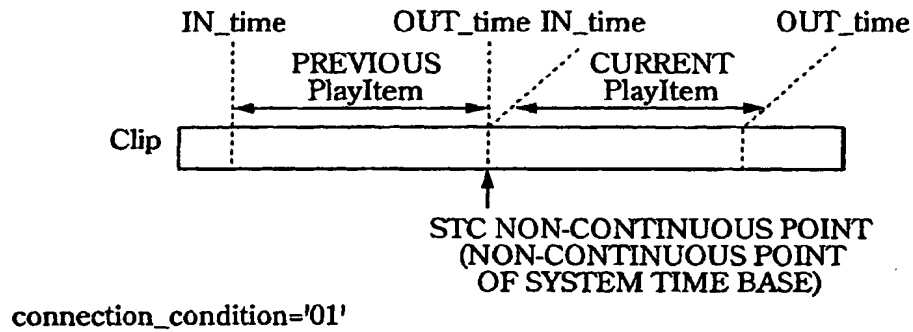 IN_time OUT_time IN_time OUT_time
PREVIOUS CURRENT
PlayItem PlayItem
Clip
STC NON-CONTINUOUS POINT
(NON-CONTINUOUS POINT
OF SYSTEM TIME BASE)
connection_condition='01'